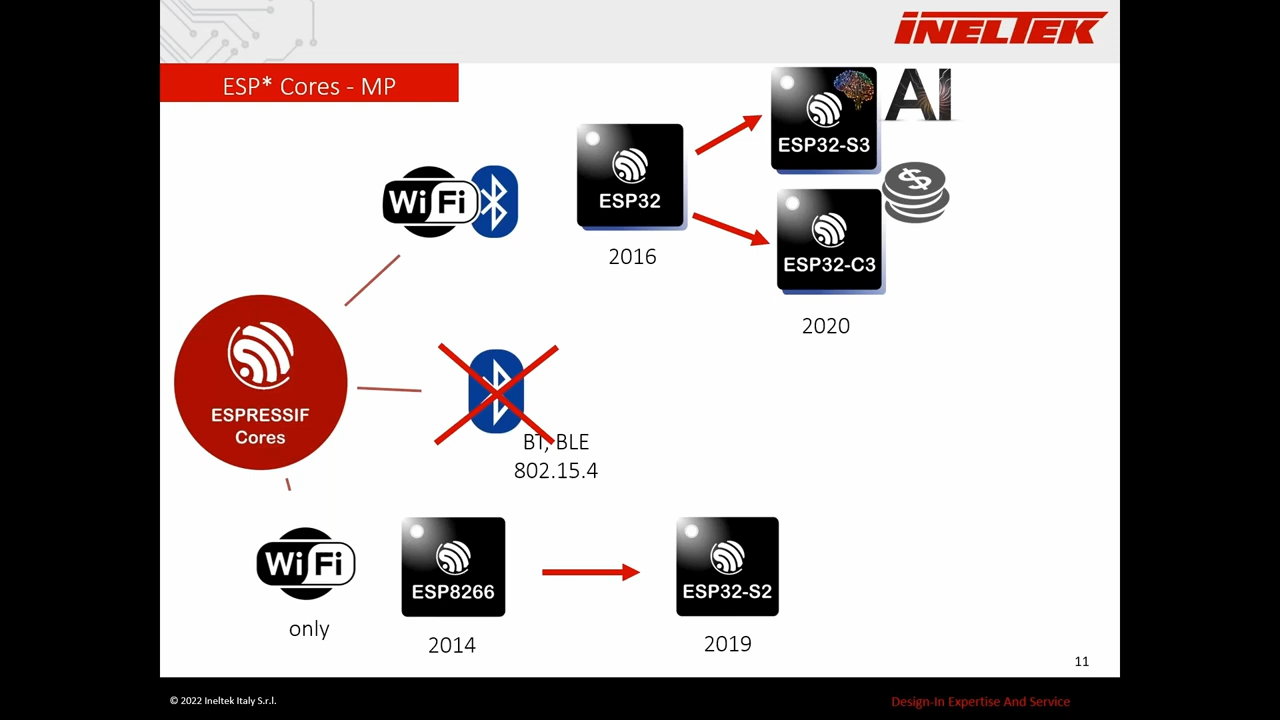 INELTEK
ESP* Cores - MP
AI
ESP32-S3
WiFi
ESP32
ESP32-C3
2016
2020
ESPRESSIF
Cores
BT, BLE
802.15.4
WiFi
only
ESP8266
2014
ESP32-S2
2019
11
© 2022 Ineltek Italy S.r.l.
Design-In Expertise And Service